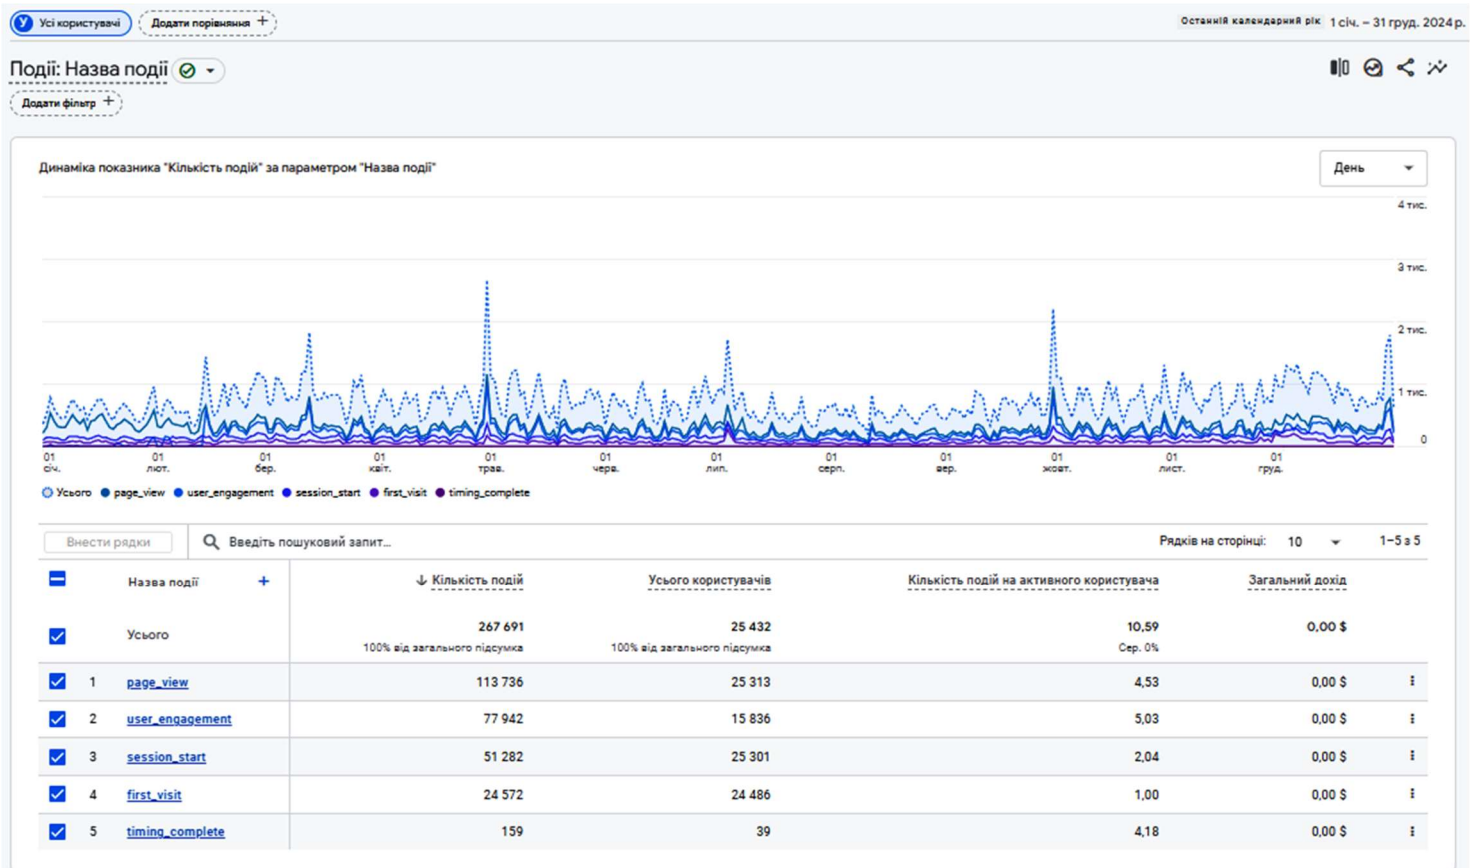 У Усі користувачі Додати порівняння + Останній календарний рік 1 січ. – 31 груд. 2024 р.
Події: Назва події
Додати фільтр +
Динаміка показника "Кількість подій" за параметром "Назва події" День
4 тис.
3 тис.
2 тис.
1 тис.
0
01 01 01 01 01 01 01 01 01 01 01 01
січ. лют. бер. квіт. трав. черв. лип. серп. вер. жовт. лист. груд.
Усього page_view user_engagement session_start first_visit timing_complete
Внести рядки Введіть пошуковий запит... Рядків на сторінці: 10 1–5 з 5
Назва події + ↓ Кількість подій Усього користувачів Кількість подій на активного користувача Загальний дохід
Усього 267 691 25 432 10,59 0,00 $
100% від загального підсумка 100% від загального підсумка Сер. 0%
1 page_view 113 736 25 313 4,53 0,00 $
2 user_engagement 77 942 15 836 5,03 0,00 $
3 session_start 51 282 25 301 2,04 0,00 $
4 first_visit 24 572 24 486 1,00 0,00 $
5 timing_complete 159 39 4,18 0,00 $